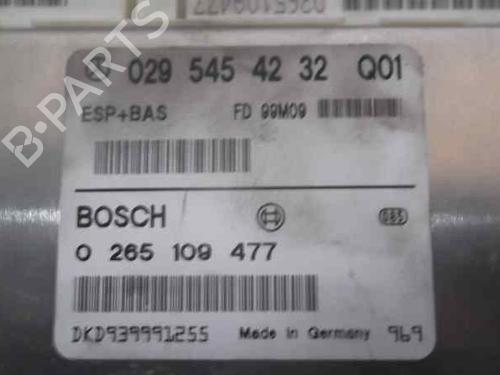 0265109477
029 545 42 32 Q01
ESP+BAS FD 99M09
BOSCH
0 265 109 477
DKD939991255 Made in Germany 969